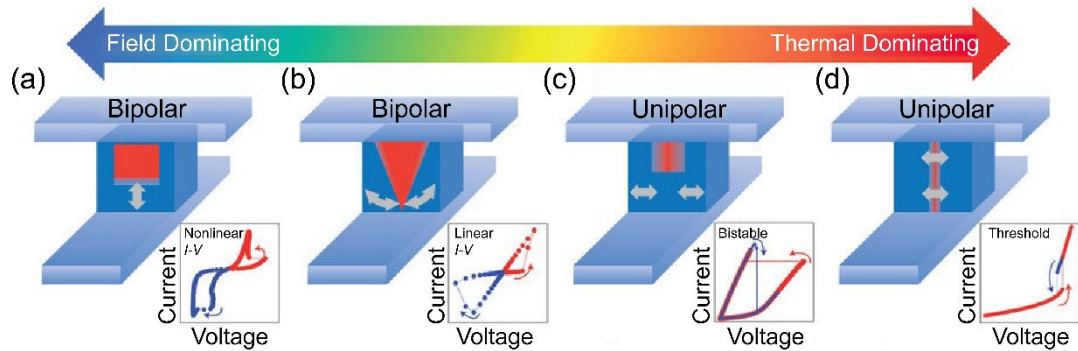 Field Dominating
Thermal Dominating
(a)
Bipolar
(b)
Bipolar
(c)
Unipolar
(d)
Unipolar
Nonlinear
I-V
Current
Voltage
Linear
I-V
Current
Voltage
Bistable
Current
Voltage
Threshold
Current
Voltage